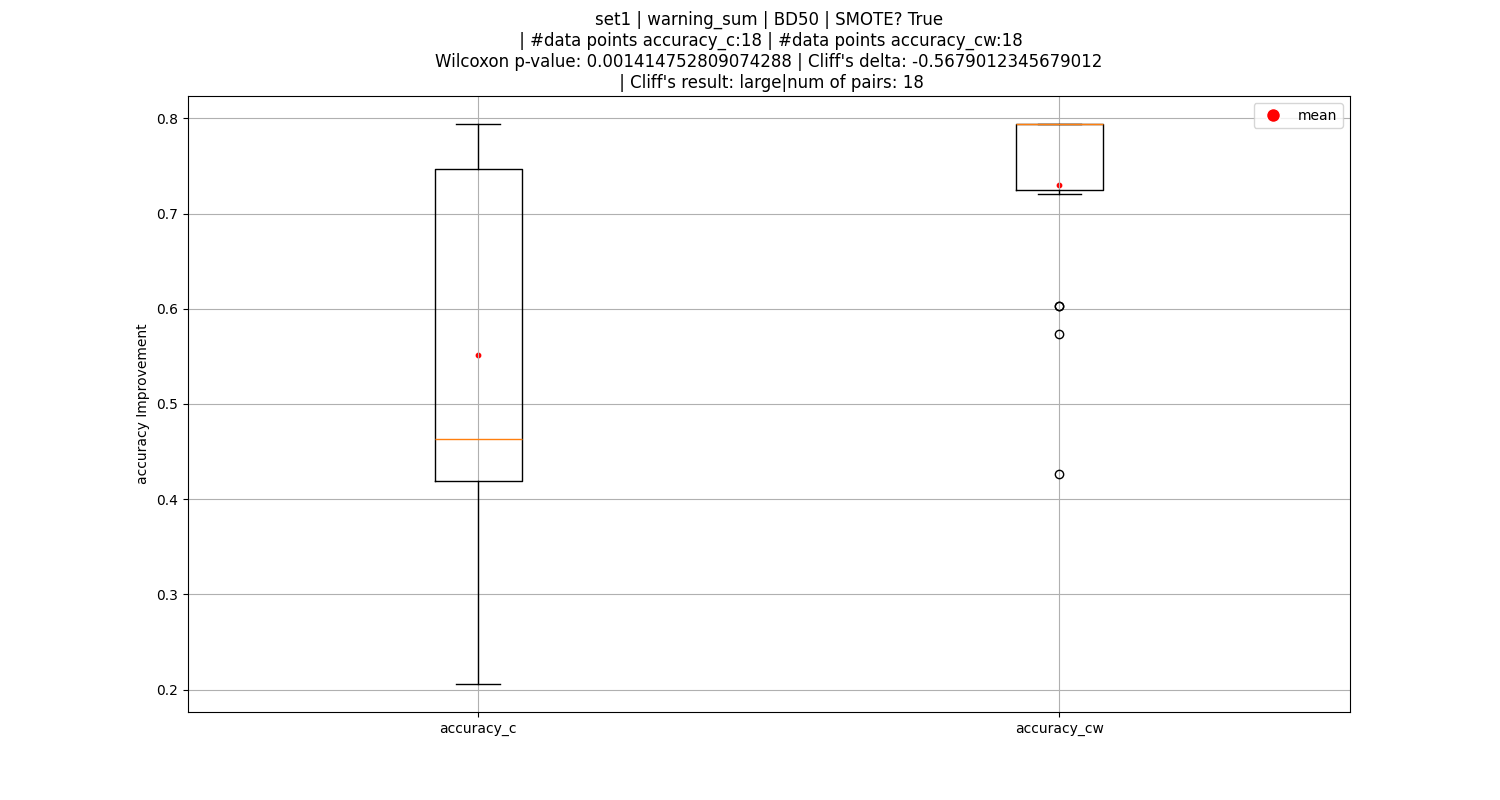 set1 | warning_sum | BD50 | SMOTE? True
| #data points accuracy_c:18 | #data points accuracy_cw:18
Wilcoxon p-value: 0.001414752809074288 | Cliff's delta: -0.5679012345679012
| Cliff's result: large|num of pairs: 18
mean
0.8
0.7
0.6
0.5
0.4
0.3
0.2
accuracy Improvement
accuracy_c
accuracy_cw